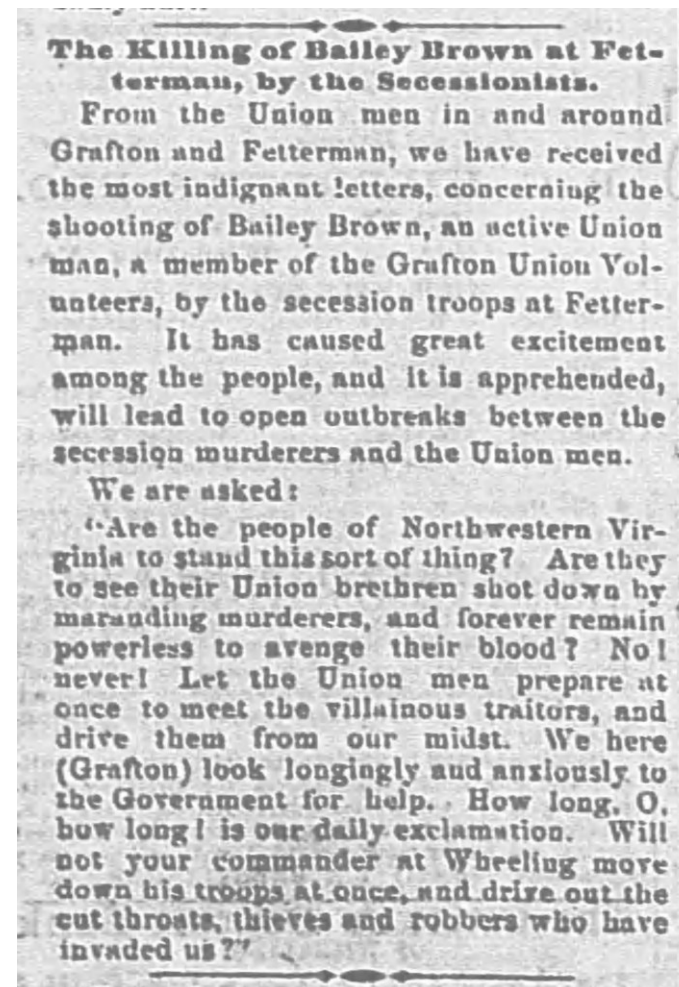 The Killing of Bailey Brown at Fet-
terman, by the Secessionists.
From the Union men in and around
Grafton and Fetterman, we have received
the most indignant letters, concerning the
shooting of Bailey Brown, an active Union
man, a member of the Grafton Union Vol-
unteers, by the secession troops at Fetter-
man. It has caused great excitement
among the people, and it is apprehended,
will lead to open outbreaks between the
secession murderers and the Union men.
We are asked:
"Are the people of Northwestern Vir-
ginia to stand this sort of thing? Are they
to see their Union brethren shot down by
marauding murderers, and forever remain
powerless to avenge their blood? No!
never! Let the Union men prepare at
once to meet the villainous traitors, and
drive them from our midst. We here
(Grafton) look longingly and anxiously to
the Government for help. How long, O,
how long! is our daily exclamation. Will
not your commander at Wheeling move
down his troops at once, and drive out the
cut throats, thieves and robbers who have
invaded us?"